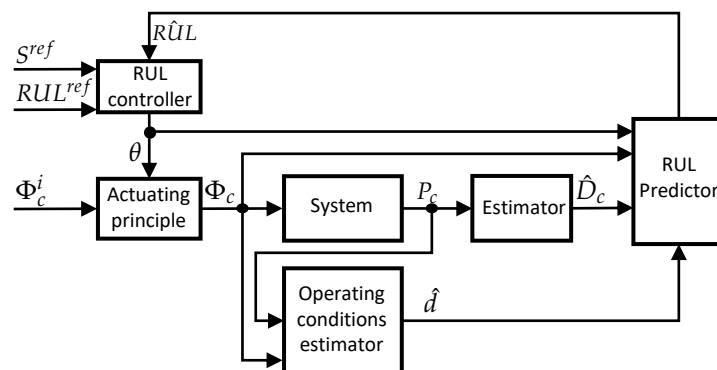 RÛL
S^{ref}
RUL^{ref}
RUL
controller
θ
Φ_c^i
Actuating
principle
Φ_c
System
P_c
Estimator
D̂_c
RUL
Predictor
Operating
conditions
estimator
d̂